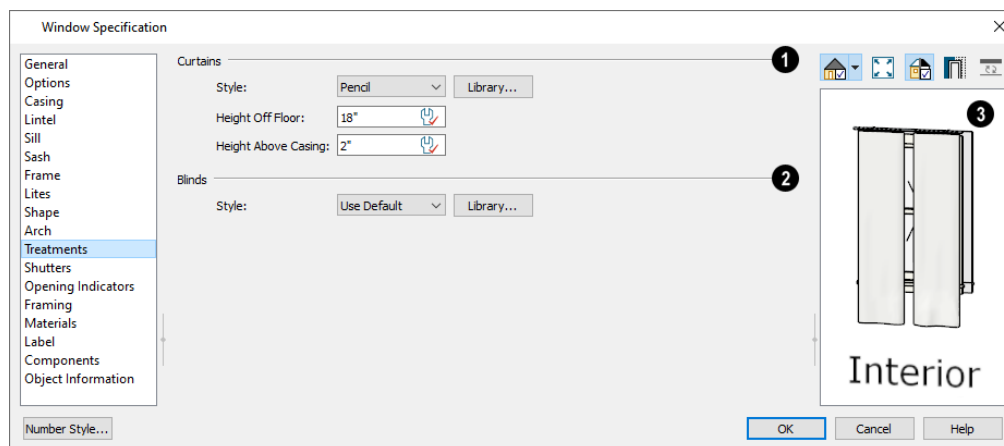 Window Specification
General
Options
Casing
Lintel
Sill
Sash
Frame
Lites
Shape
Arch
Treatments
Shutters
Opening Indicators
Framing
Materials
Label
Components
Object Information
Curtains 1
Style: Pencil Library...
Height Off Floor: 18"
Height Above Casing: 2"
Blinds 2
Style: Use Default Library...
3
Interior
Number Style... OK Cancel Help